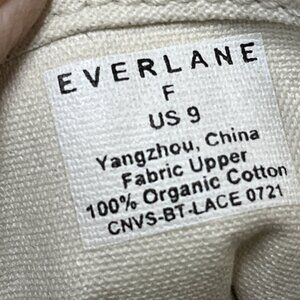 EVERLANE
F
US 9
Yangzhou, China
Fabric Upper
100% Organic Cotton
CNVS-BT-LACE 0721